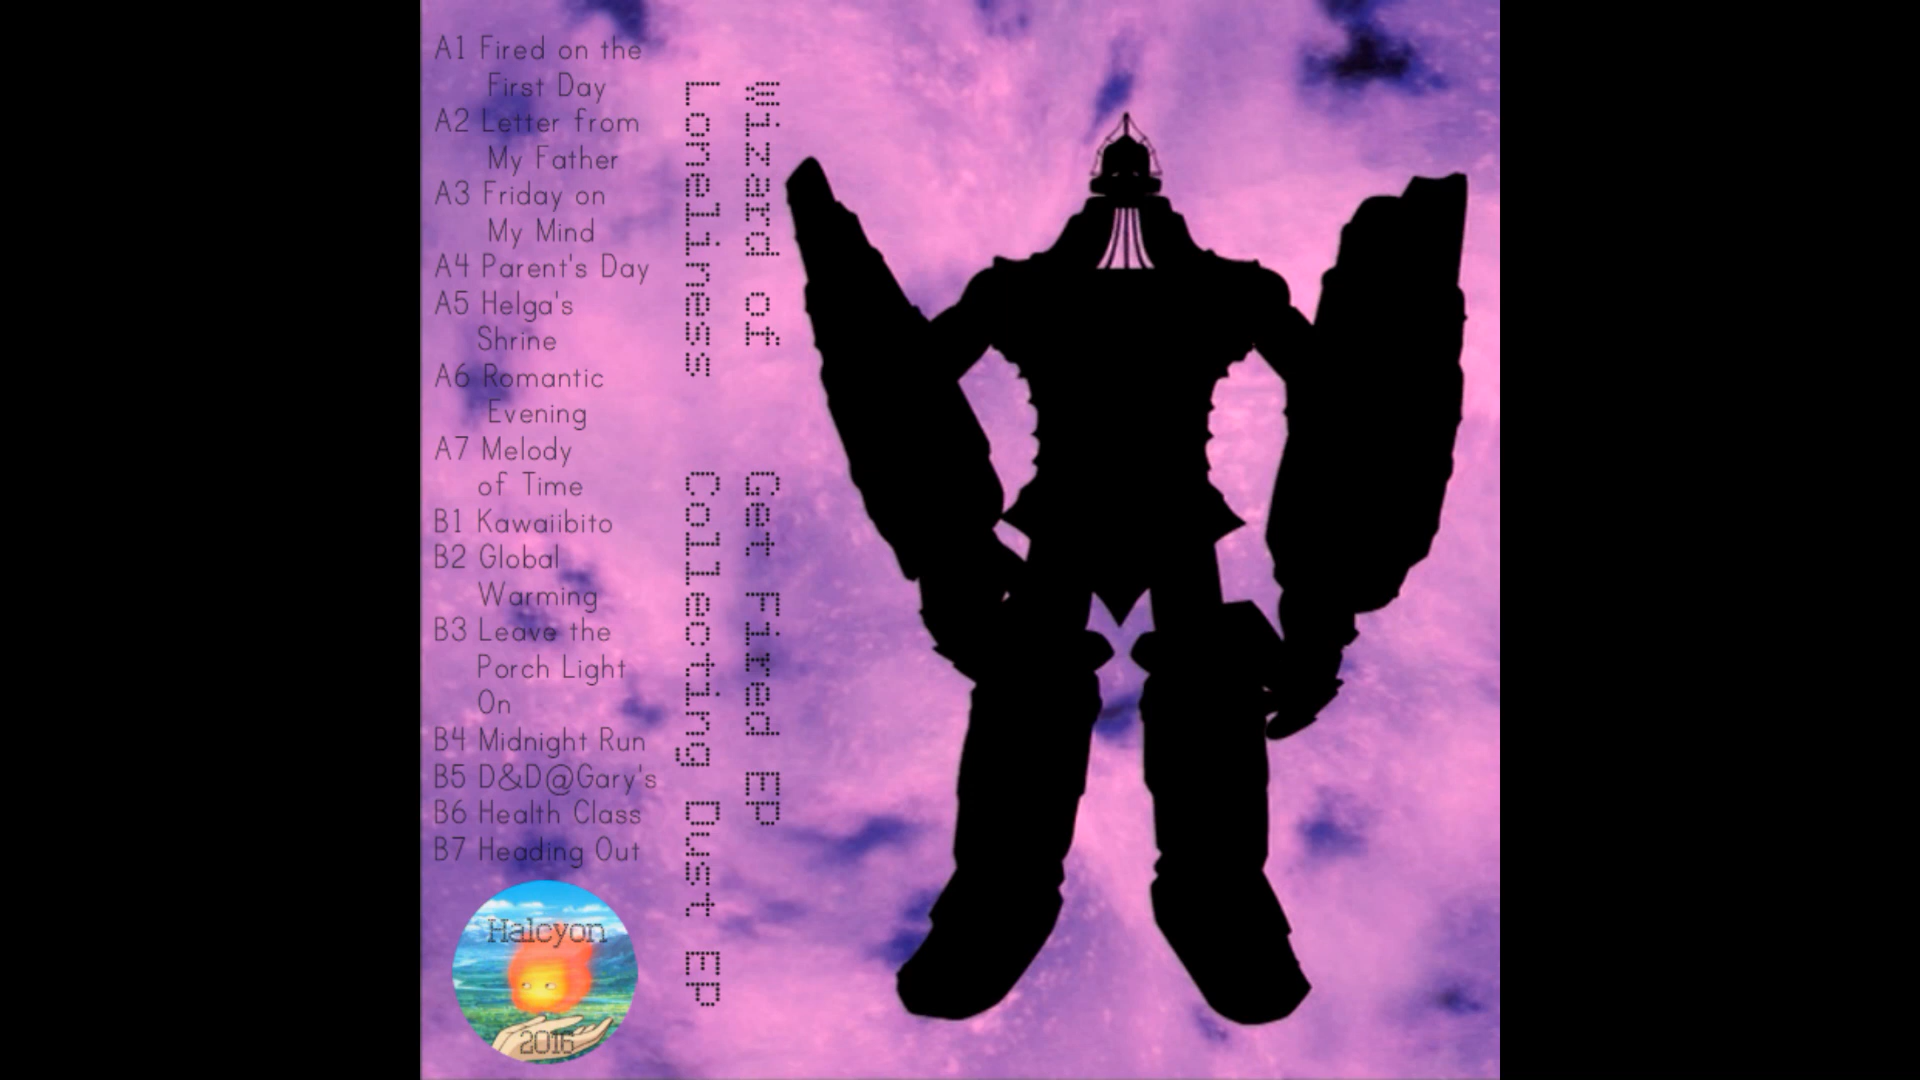 A1 Fired on the
First Day
A2 Letter from
My Father
A3 Friday on
My Mind
A4 Parent's Day
A5 Helga's
Shrine
A6 Romantic
Evening
A7 Melody
of Time
B1 Kawaiibito
B2 Global
Warming
B3 Leave the
Porch Light
On
B4 Midnight Run
B5 D&D@Gary's
B6 Health Class
B7 Heading Out
Wizard of
Loneliness
Get Fired EP
Collecting Dust EP
Halcyon
2016